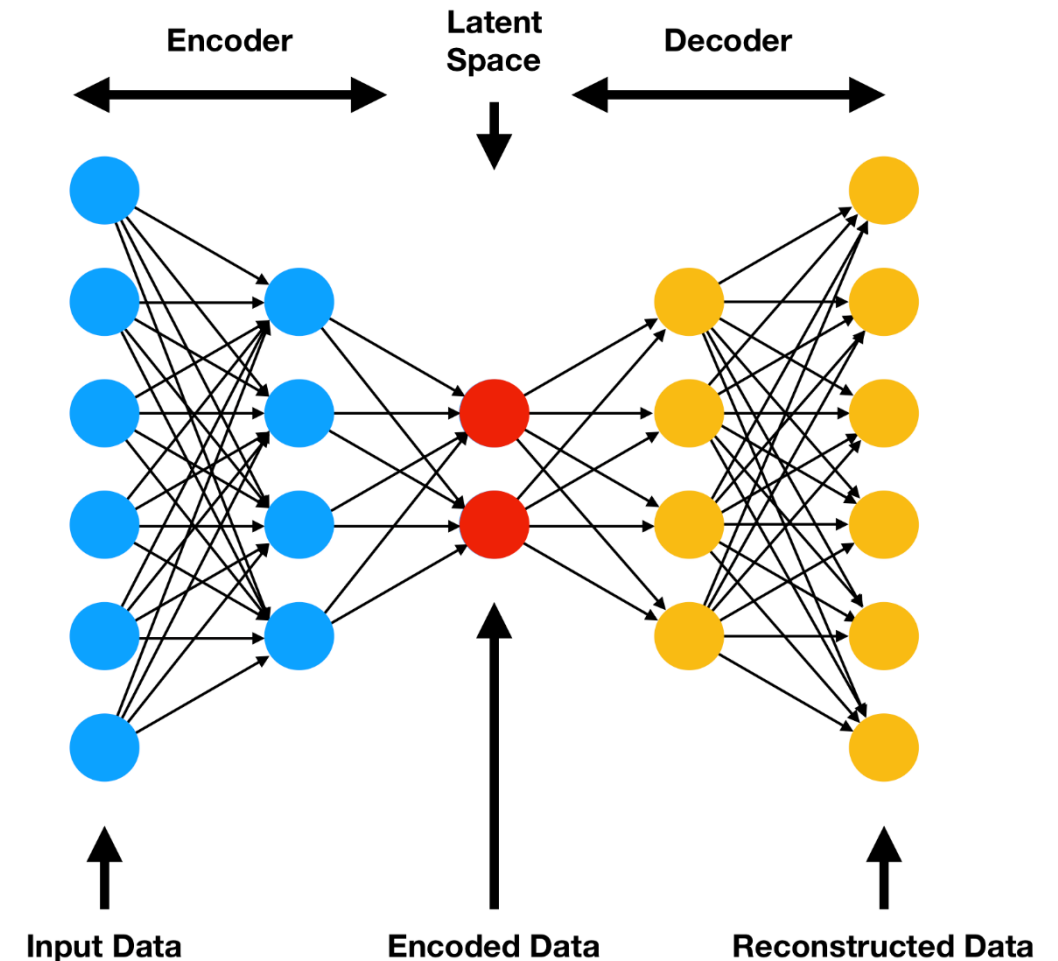 Encoder
Latent
Space
Decoder
Input Data
Encoded Data
Reconstructed Data